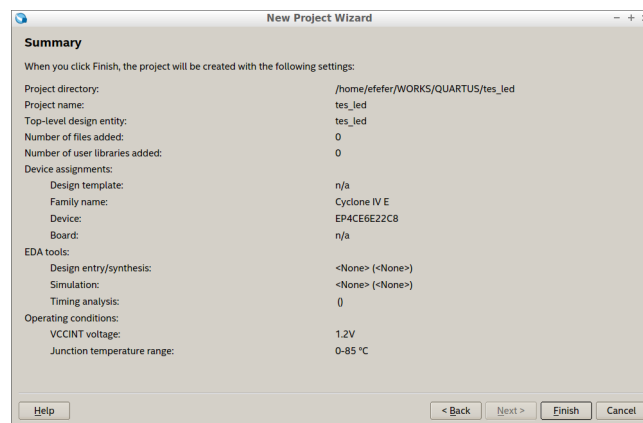 New Project Wizard
Summary
When you click Finish, the project will be created with the following settings:
Project directory: /home/efefer/WORKS/QUARTUS/tes_led
Project name: tes_led
Top-level design entity: tes_led
Number of files added: 0
Number of user libraries added: 0
Device assignments:
Design template: n/a
Family name: Cyclone IV E
Device: EP4CE6E22C8
Board: n/a
EDA tools:
Design entry/synthesis: <None> (<None>)
Simulation: <None> (<None>)
Timing analysis: ()
Operating conditions:
VCCINT voltage: 1.2V
Junction temperature range: 0-85 °C
Help < Back Next > Finish Cancel